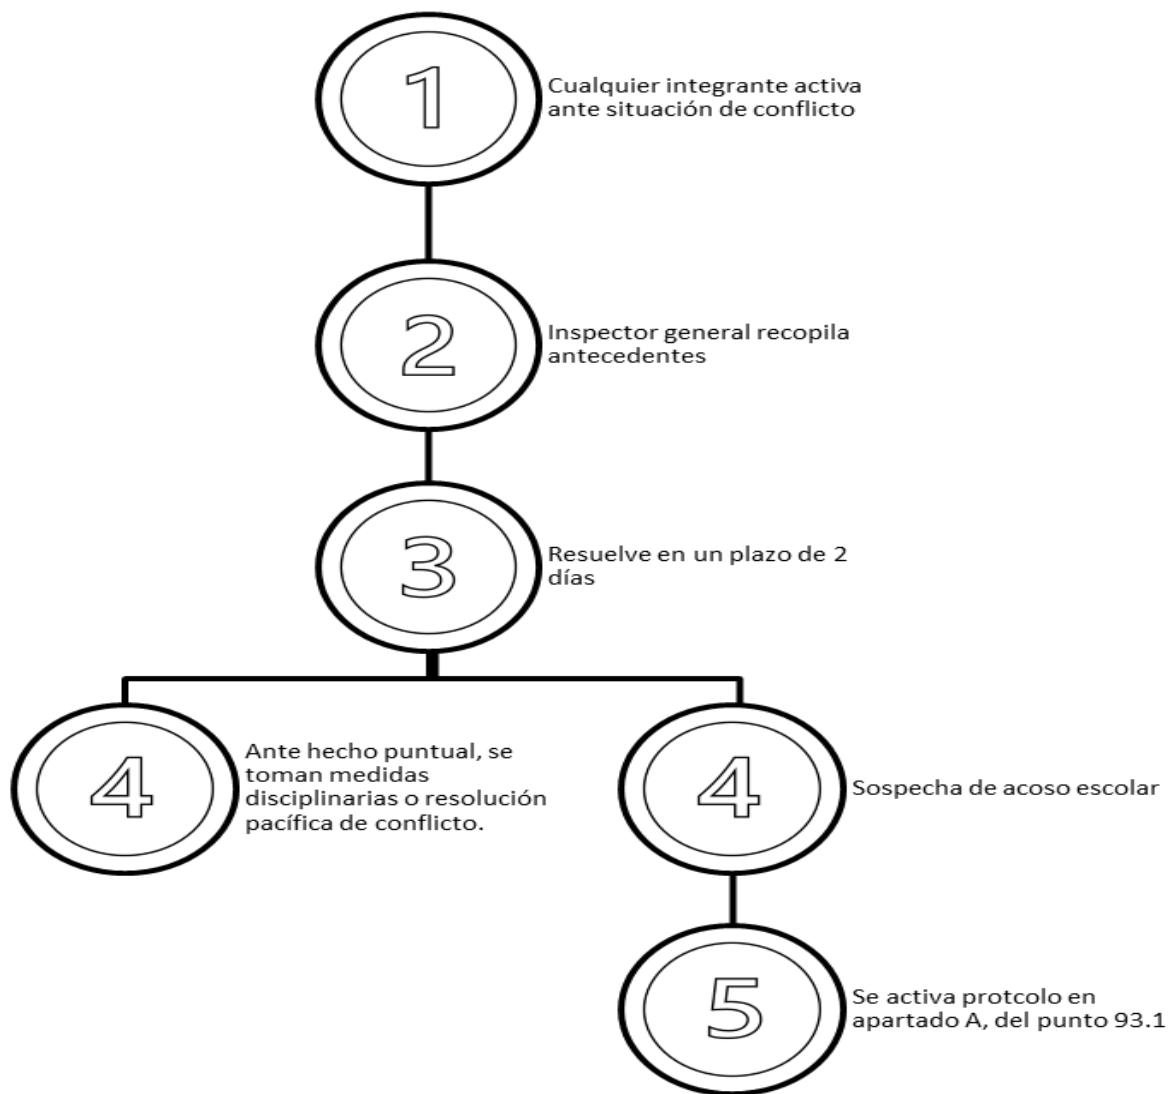 1
Cualquier integrante activa
ante situación de conflicto
2
Inspector general recopila
antecedentes
3
Resuelve en un plazo de 2
días
4
Ante hecho puntual, se
toman medidas
disciplinarias o resolución
pacífica de conflicto.
4
Sospecha de acoso escolar
5
Se activa protcolo en
apartado A, del punto 93.1